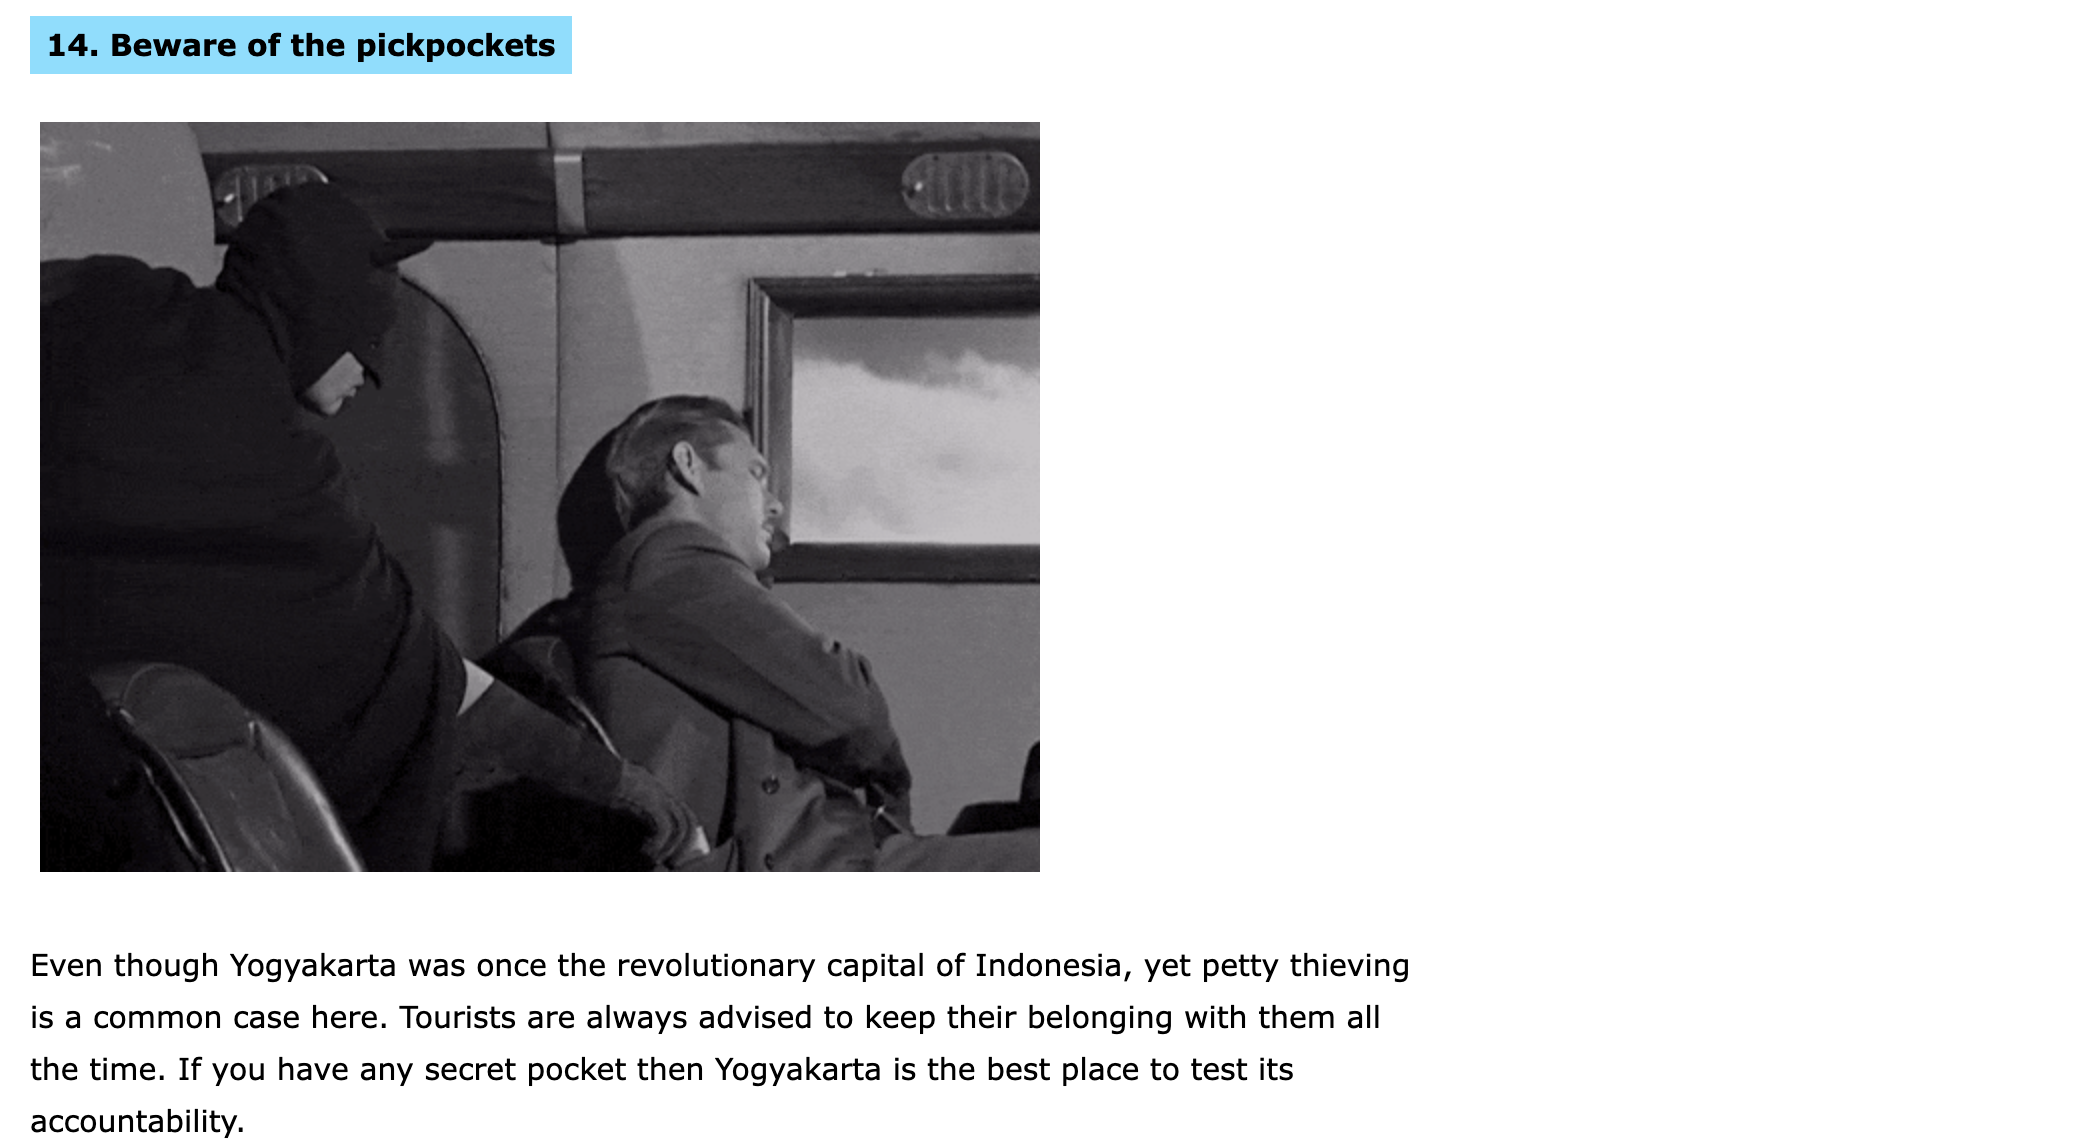 14. Beware of the pickpockets
Even though Yogyakarta was once the revolutionary capital of Indonesia, yet petty thieving
is a common case here. Tourists are always advised to keep their belonging with them all
the time. If you have any secret pocket then Yogyakarta is the best place to test its
accountability.